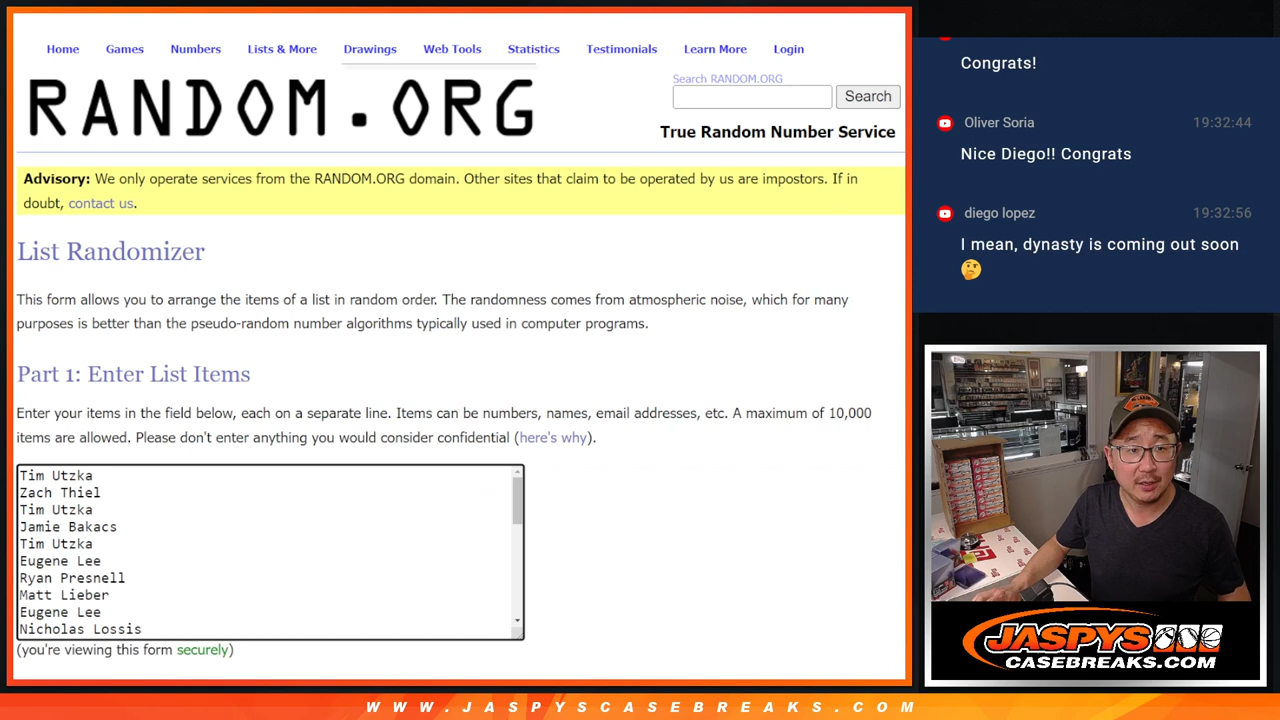 Home Games Numbers Lists & More Drawings Web Tools Statistics Testimonials Learn More Login
RANDOM.ORG
Search RANDOM.ORG
Search
True Random Number Service
Advisory: We only operate services from the RANDOM.ORG domain. Other sites that claim to be operated by us are impostors. If in
doubt, contact us.
List Randomizer
This form allows you to arrange the items of a list in random order. The randomness comes from atmospheric noise, which for many
purposes is better than the pseudo-random number algorithms typically used in computer programs.
Part 1: Enter List Items
Enter your items in the field below, each on a separate line. Items can be numbers, names, email addresses, etc. A maximum of 10,000
items are allowed. Please don't enter anything you would consider confidential (here's why).
Tim Utzka
Zach Thiel
Tim Utzka
Jamie Bakacs
Tim Utzka
Eugene Lee
Ryan Presnell
Matt Lieber
Eugene Lee
Nicholas Lossis
(you're viewing this form securely)
Congrats!
Oliver Soria 19:32:44
Nice Diego!! Congrats
diego lopez 19:32:56
I mean, dynasty is coming out soon
🤔
JASPYS
CASEBREAKS.COM
WWW.JASPYSCASEBREAKS.COM